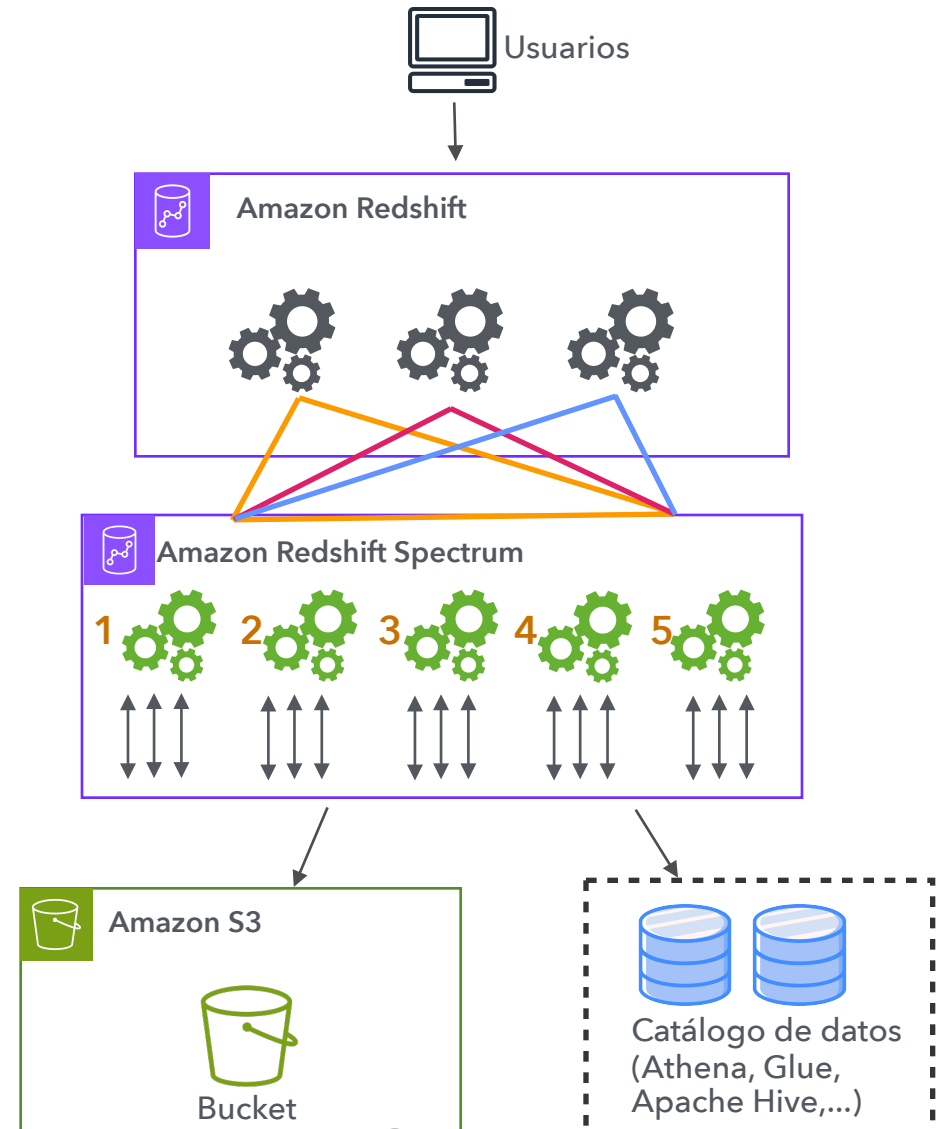 Usuarios
Amazon Redshift
Amazon Redshift Spectrum
1 2 3 4 5
Amazon S3
Bucket
Catálogo de datos
(Athena, Glue,
Apache Hive,...)